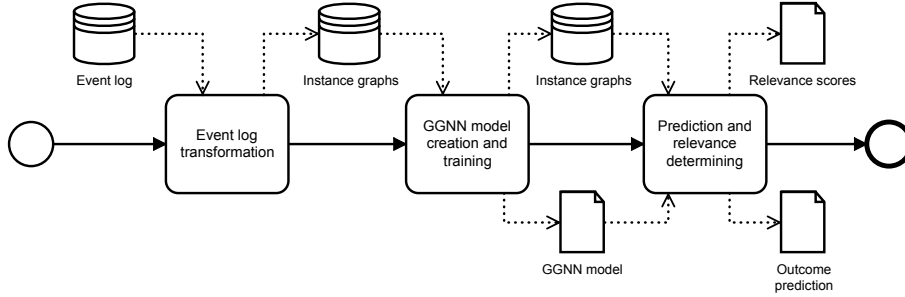 Event log
Instance graphs
Instance graphs
Relevance scores
Event log
transformation
GGNN model
creation and
training
Prediction and
relevance
determining
GGNN model
Outcome
prediction